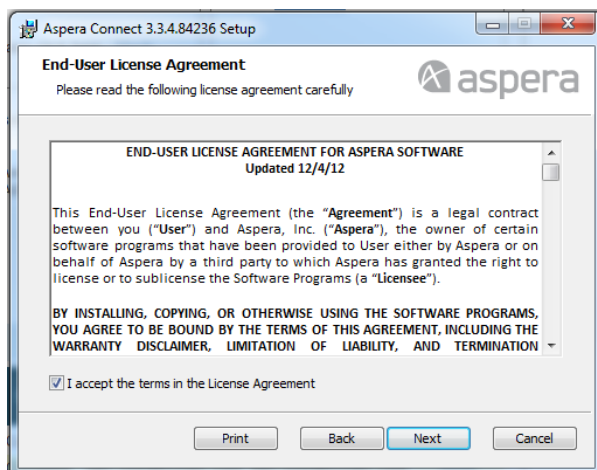 Aspera Connect 3.3.4.84236 Setup
End-User License Agreement
Please read the following license agreement carefully
aspera
END-USER LICENSE AGREEMENT FOR ASPERA SOFTWARE
Updated 12/4/12
This End-User License Agreement (the “Agreement”) is a legal contract
between you (“User”) and Aspera, Inc. (“Aspera”), the owner of certain
software programs that have been provided to User either by Aspera or on
behalf of Aspera by a third party to which Aspera has granted the right to
license or to sublicense the Software Programs (a “Licensee”).
BY INSTALLING, COPYING, OR OTHERWISE USING THE SOFTWARE PROGRAMS,
YOU AGREE TO BE BOUND BY THE TERMS OF THIS AGREEMENT, INCLUDING THE
WARRANTY DISCLAIMER, LIMITATION OF LIABILITY, AND TERMINATION
I accept the terms in the License Agreement
Print Back Next Cancel